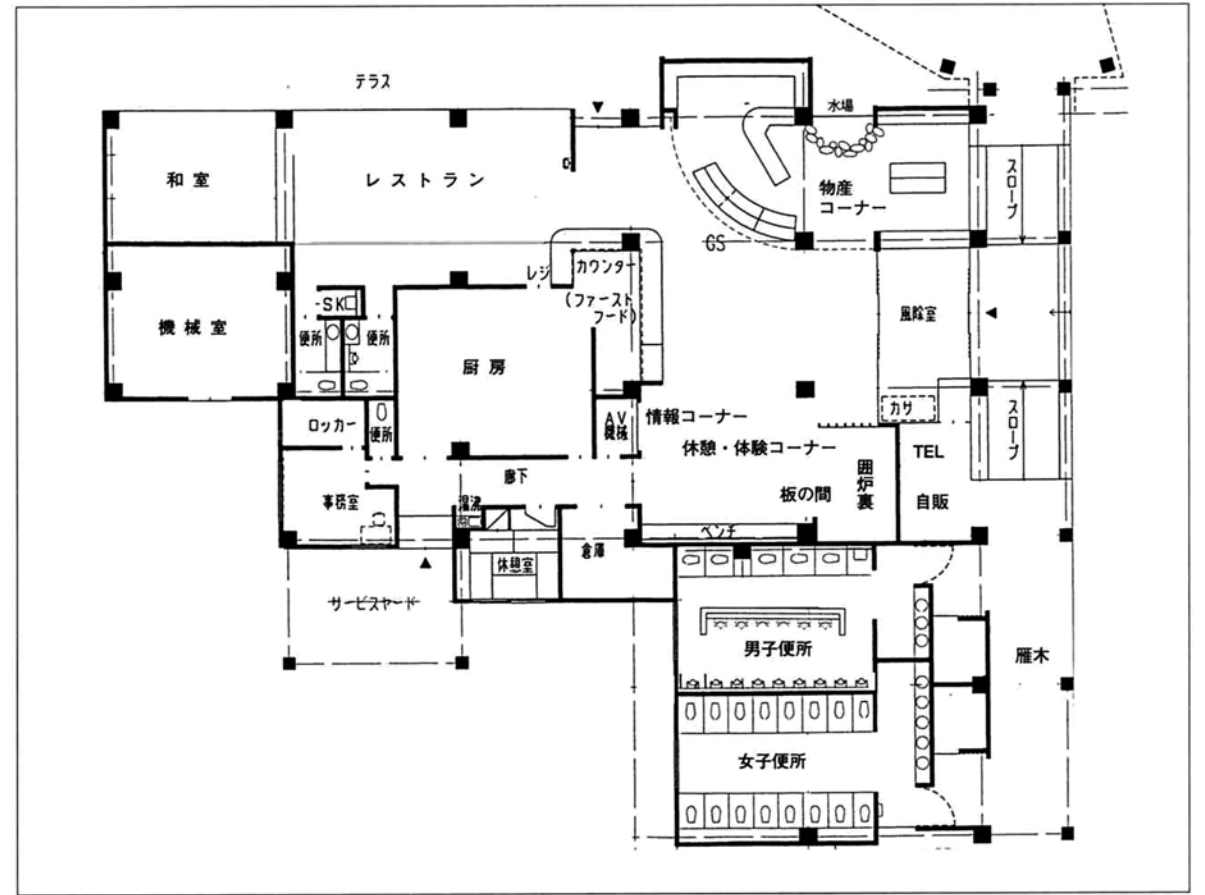 テラス
水場
和室
レストラン
物産
コーナー
スロープ
CS
レジ
カウンター
(ファースト
フード)
SK
機械室
便所
便所
風除室
厨房
カサ
スロープ
ロッカー
便所
AV
機械
情報コーナー
休憩・体験コーナー
囲炉裏
TEL
廊下
事務室
湯沸
板の間
自販
ベンチ
倉庫
休憩室
サービスヤード
男子便所
雁木
女子便所